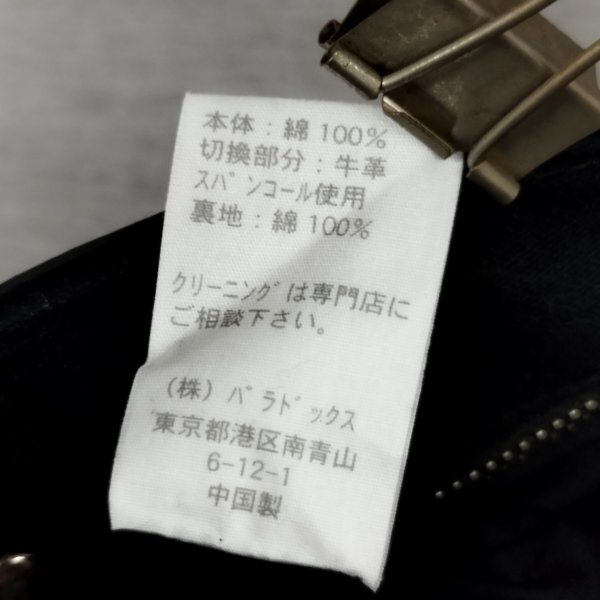 本体：綿 100%
切換部分：牛革
ｽﾊﾟﾝｺｰﾙ使用
裏地：綿 100%
ｸﾘｰﾆﾝｸﾞは専門店に
ご相談下さい。
(株) ﾊﾟﾗﾄﾞｯｸｽ
東京都港区南青山
6-12-1
中国製